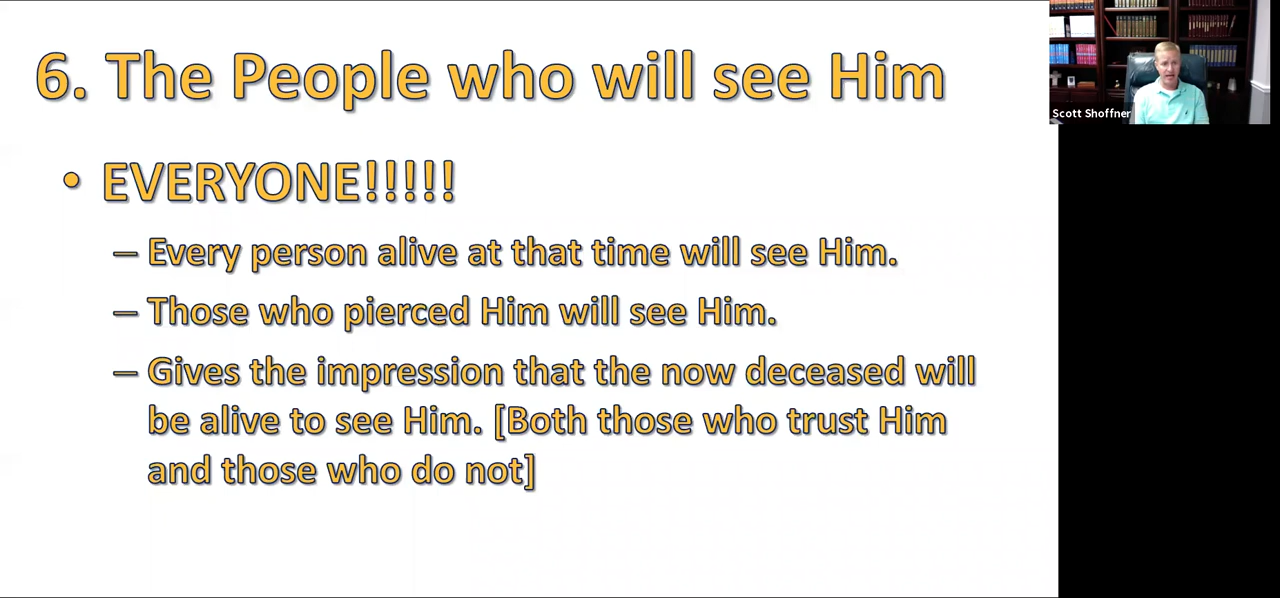 6. The People who will see Him
• EVERYONE!!!!!
– Every person alive at that time will see Him.
– Those who pierced Him will see Him.
– Gives the impression that the now deceased will
be alive to see Him. [Both those who trust Him
and those who do not]
Scott Shoffner